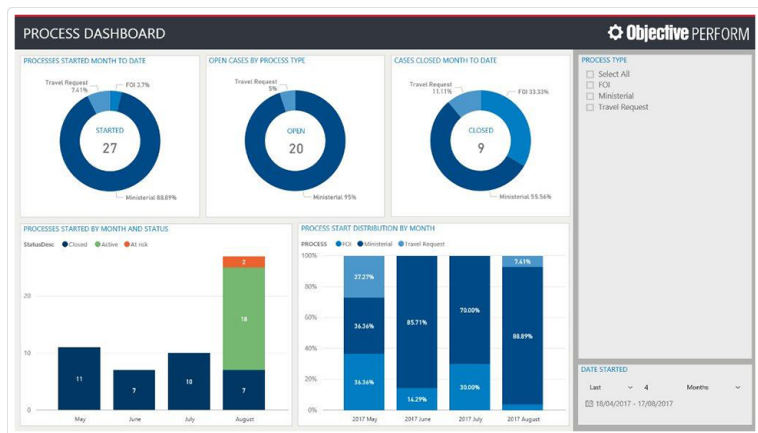 PROCESS DASHBOARD
Objective PERFORM
PROCESSES STARTED MONTH TO DATE
Travel Request
7.41%
FOI 3.7%
STARTED
27
Ministerial 88.89%
OPEN CASES BY PROCESS TYPE
Travel Request
5%
OPEN
20
Ministerial 95%
CASES CLOSED MONTH TO DATE
Travel Request
11.11%
FOI 33.33%
CLOSED
9
Ministerial 55.56%
PROCESS TYPE
Select All
FOI
Ministerial
Travel Request
PROCESSES STARTED BY MONTH AND STATUS
StatusDesc Closed Active At risk
20
10
0
11
7
10
2
18
7
May June July August
PROCESS START DISTRIBUTION BY MONTH
PROCESS FOI Ministerial Travel Request
100%
80%
60%
40%
20%
0%
27.27%
36.36%
36.36%
85.71%
14.29%
70.00%
30.00%
7.41%
88.89%
2017 May 2017 June 2017 July 2017 August
DATE STARTED
Last 4 Months
18/04/2017 - 17/08/2017